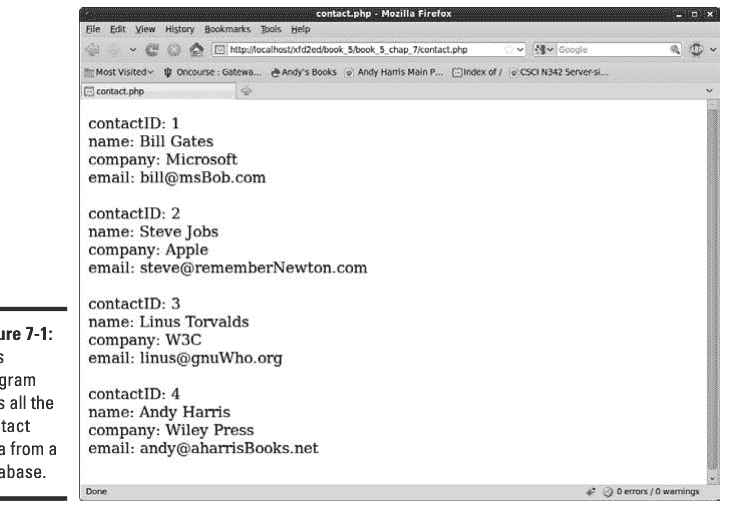 contact.php - Mozilla Firefox
File Edit View History Bookmarks Tools Help
http://localhost/xfd2ed/book_5/book_5_chap_7/contact.php
Google
Most Visited Oncourse : Gatewa... Andy's Books Andy Harris Main P... Index of / CSCI N342 Server-si...
contact.php
contactID: 1
name: Bill Gates
company: Microsoft
email: bill@msBob.com
contactID: 2
name: Steve Jobs
company: Apple
email: steve@rememberNewton.com
contactID: 3
name: Linus Torvalds
company: W3C
email: linus@gnuWho.org
contactID: 4
name: Andy Harris
company: Wiley Press
email: andy@aharrisBooks.net
Done
0 errors / 0 warnings
ure 7-1:
s
gram
s all the
tact
a from a
abase.